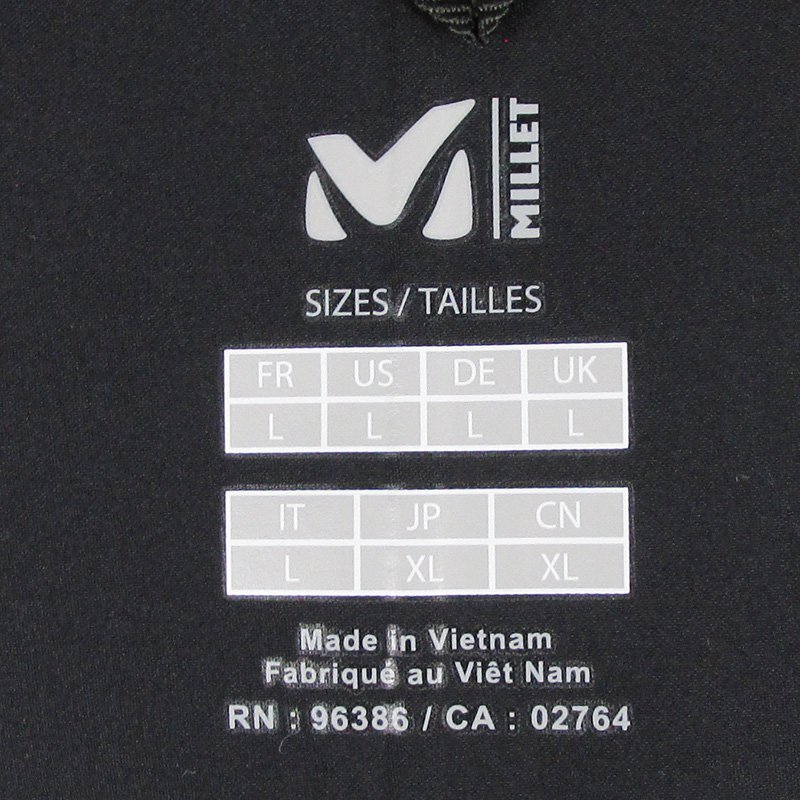 MILLET
SIZES / TAILLES
FR US DE UK
L L L L
IT JP CN
L XL XL
Made in Vietnam
Fabriqué au Viêt Nam
RN : 96386 / CA : 02764